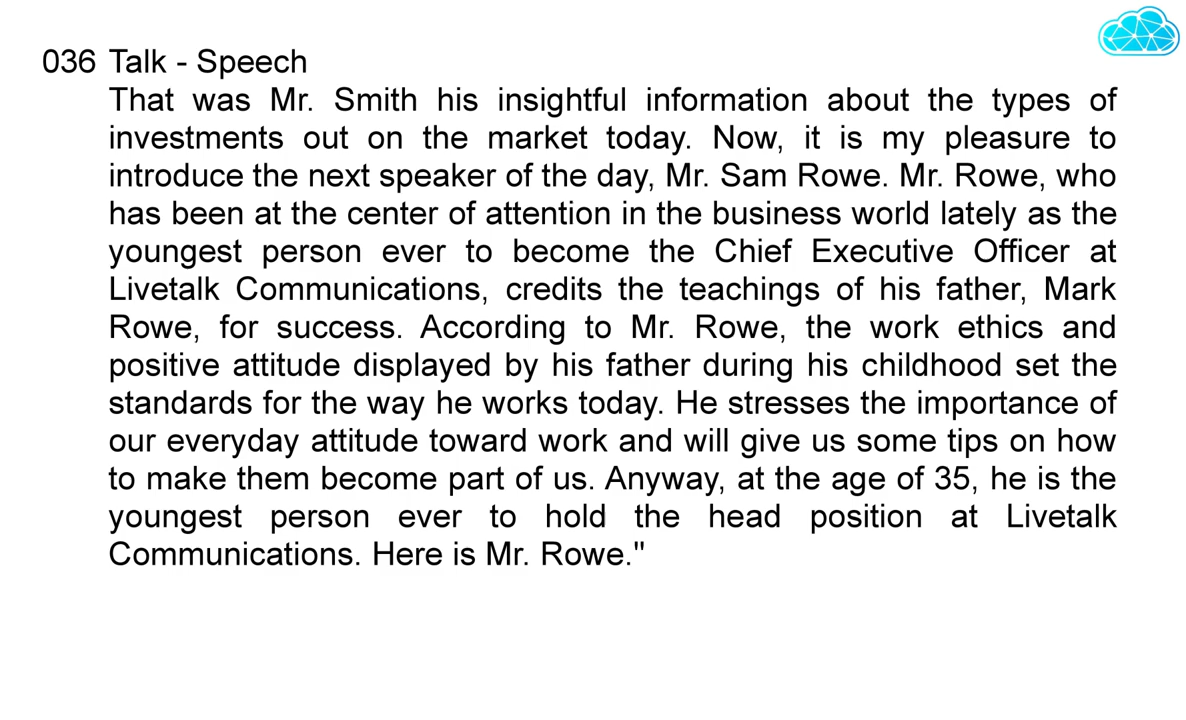 036 Talk - Speech
That was Mr. Smith his insightful information about the types of
investments out on the market today. Now, it is my pleasure to
introduce the next speaker of the day, Mr. Sam Rowe. Mr. Rowe, who
has been at the center of attention in the business world lately as the
youngest person ever to become the Chief Executive Officer at
Livetalk Communications, credits the teachings of his father, Mark
Rowe, for success. According to Mr. Rowe, the work ethics and
positive attitude displayed by his father during his childhood set the
standards for the way he works today. He stresses the importance of
our everyday attitude toward work and will give us some tips on how
to make them become part of us. Anyway, at the age of 35, he is the
youngest person ever to hold the head position at Livetalk
Communications. Here is Mr. Rowe."